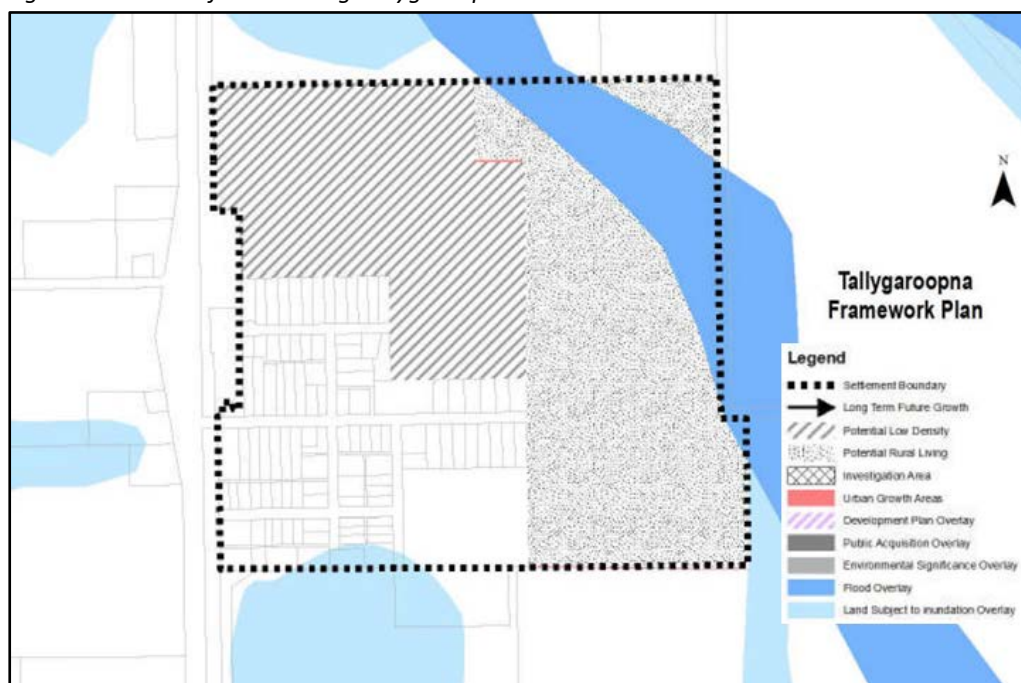 N
Tallygaroopna
Framework Plan
Legend
Settlement Boundary
Long Term Future Growth
Potential Low Density
Potential Rural Living
Investigation Area
Urban Growth Areas
Development Plan Overlay
Public Acquisition Overlay
Environmental Significance Overlay
Flood Overlay
Land Subject to inundation Overlay